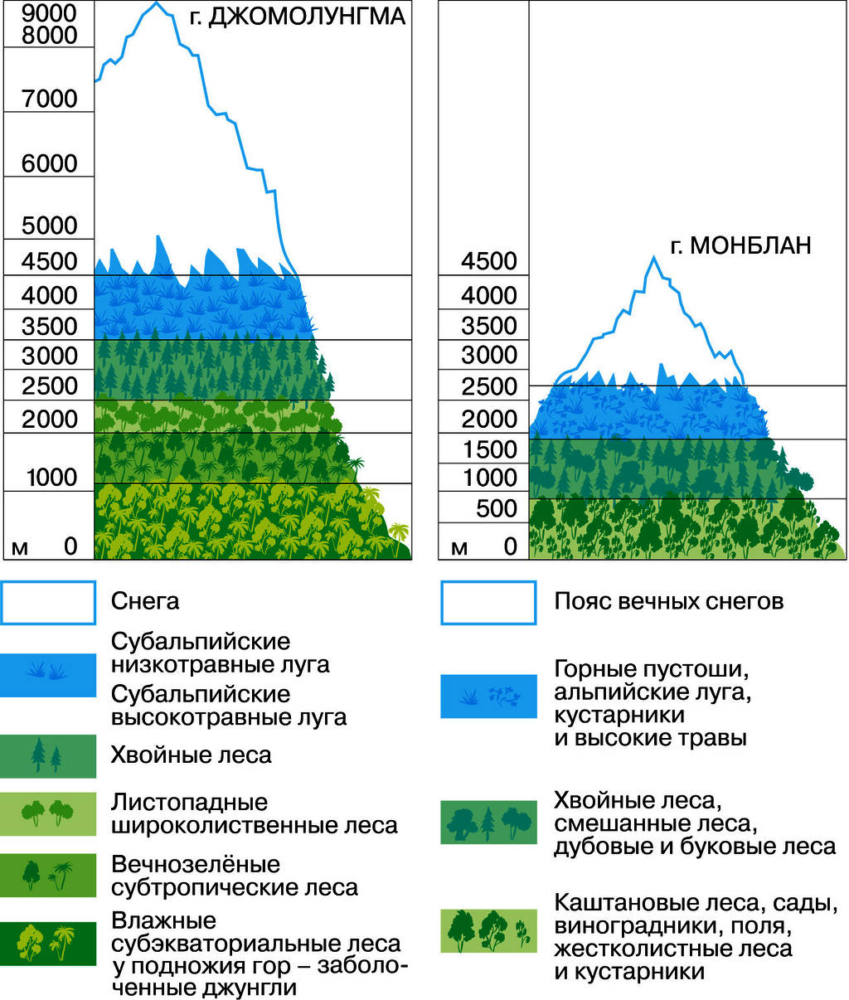 г. ДЖОМОЛУНГМА
9000
8000
7000
6000
5000
4500
4000
3500
3000
2500
2000
1000
м 0
г. МОНБЛАН
4500
4000
3500
3000
2500
2000
1500
1000
500
м 0
Снега
Субальпийские
низкотравные луга
Субальпийские
высокотравные луга
Хвойные леса
Листопадные
широколиственные леса
Вечнозелёные
субтропические леса
Влажные
субэкваториальные леса
у подножия гор – заболо-
ченные джунгли
Пояс вечных снегов
Горные пустоши,
альпийские луга,
кустарники
и высокие травы
Хвойные леса,
смешанные леса,
дубовые и буковые леса
Каштановые леса, сады,
виноградники, поля,
жестколистные леса
и кустарники